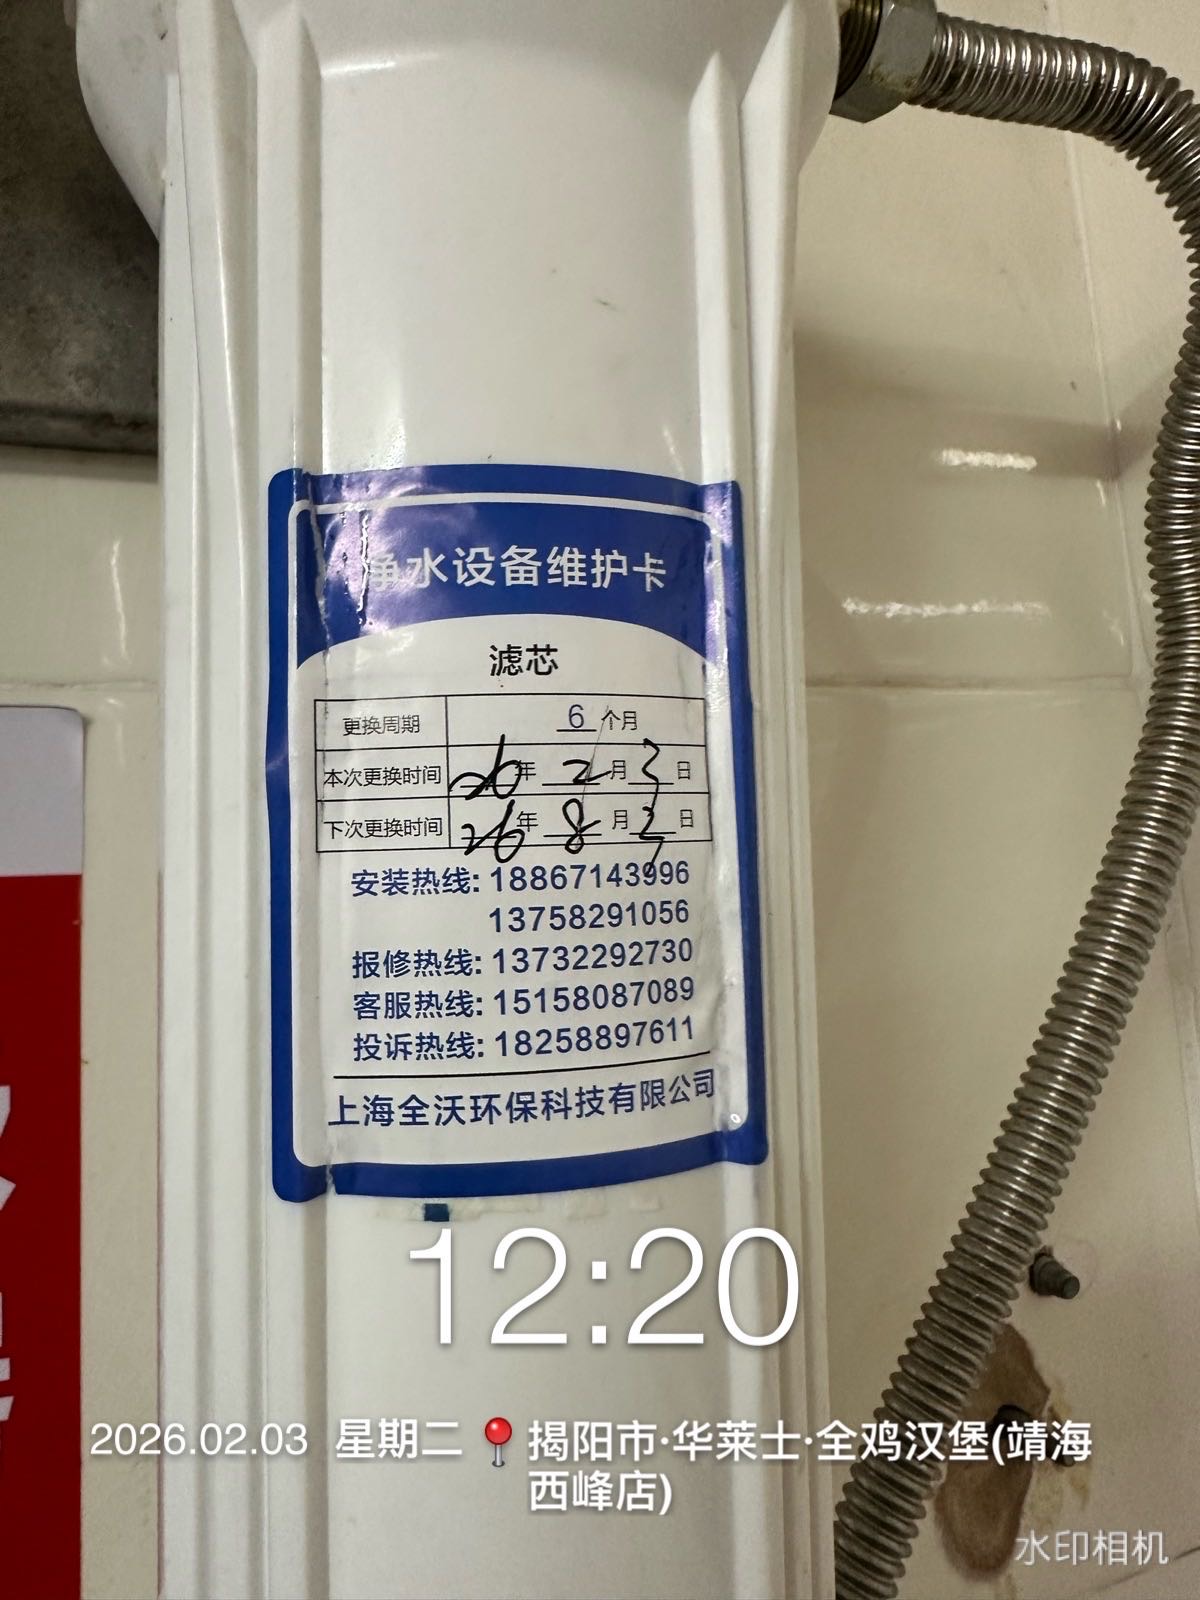 净水设备维护卡
滤芯
更换周期 6 个月
本次更换时间 26年 2月 3日
下次更换时间 26年 8月 3日
安装热线: 18867143996
13758291056
报修热线: 13732292730
客服热线: 15158087089
投诉热线: 18258897611
上海全沃环保科技有限公司
12:20
2026.02.03 星期二 📍揭阳市·华莱士·全鸡汉堡(靖海
西峰店)
水印相机